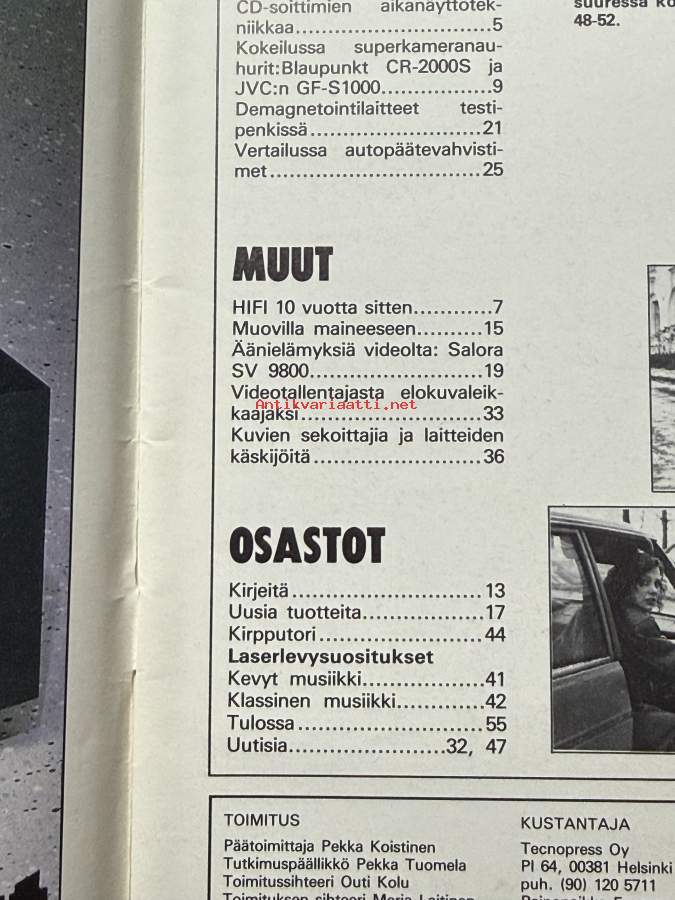 CD-soittimien aikanäyttötek-
niikkaa..............................5
Kokeilussa superkameranau-
hurit:Blaupunkt CR-2000S ja
JVC:n GF-S1000................9
Demagnetointilaitteet testi-
penkissä..........................21
Vertailussa autopäätevahvisti-
met................................25
48-52.
MUUT
HIFI 10 vuotta sitten............7
Muovilla maineeseen..........15
Äänielämyksiä videolta: Salora
SV 9800..........................19
Videotallentajasta elokuvaleik-
kaajaksi...........................33
Antikvariaatti.net
Kuvien sekoittajia ja laitteiden
käskijöitä.........................36
OSASTOT
Kirjeitä.............................13
Uusia tuotteita..................17
Kirpputori.........................44
Laserlevysuositukset
Kevyt musiikki...................41
Klassinen musiikki.............42
Tulossa............................55
Uutisia.......................32, 47
TOIMITUS
Päätoimittaja Pekka Koistinen
Tutkimuspäällikkö Pekka Tuomela
Toimitussihteeri Outi Kolu
KUSTANTAJA
Tecnopress Oy
Pl 64, 00381 Helsinki
puh. (90) 120 5711